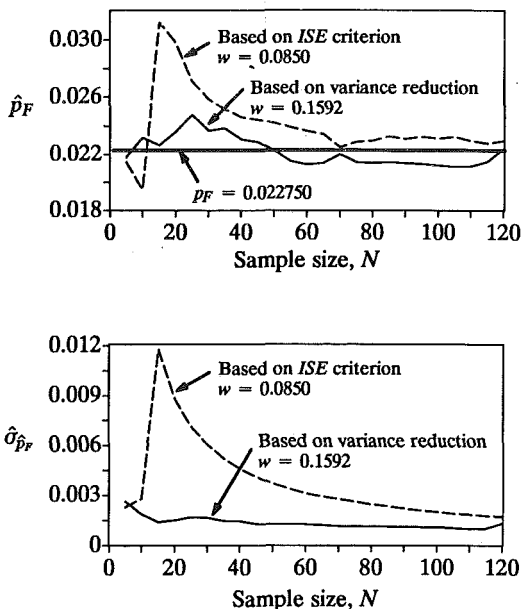 0.030
0.026
0.022
0.018
p̂F
Based on ISE criterion
w = 0.0850
Based on variance reduction
w = 0.1592
pF = 0.022750
0 20 40 60 80 100 120
Sample size, N
0.012
0.009
0.006
0.003
0
σ̂p̂F
Based on ISE criterion
w = 0.0850
Based on variance reduction
w = 0.1592
0 20 40 60 80 100 120
Sample size, N